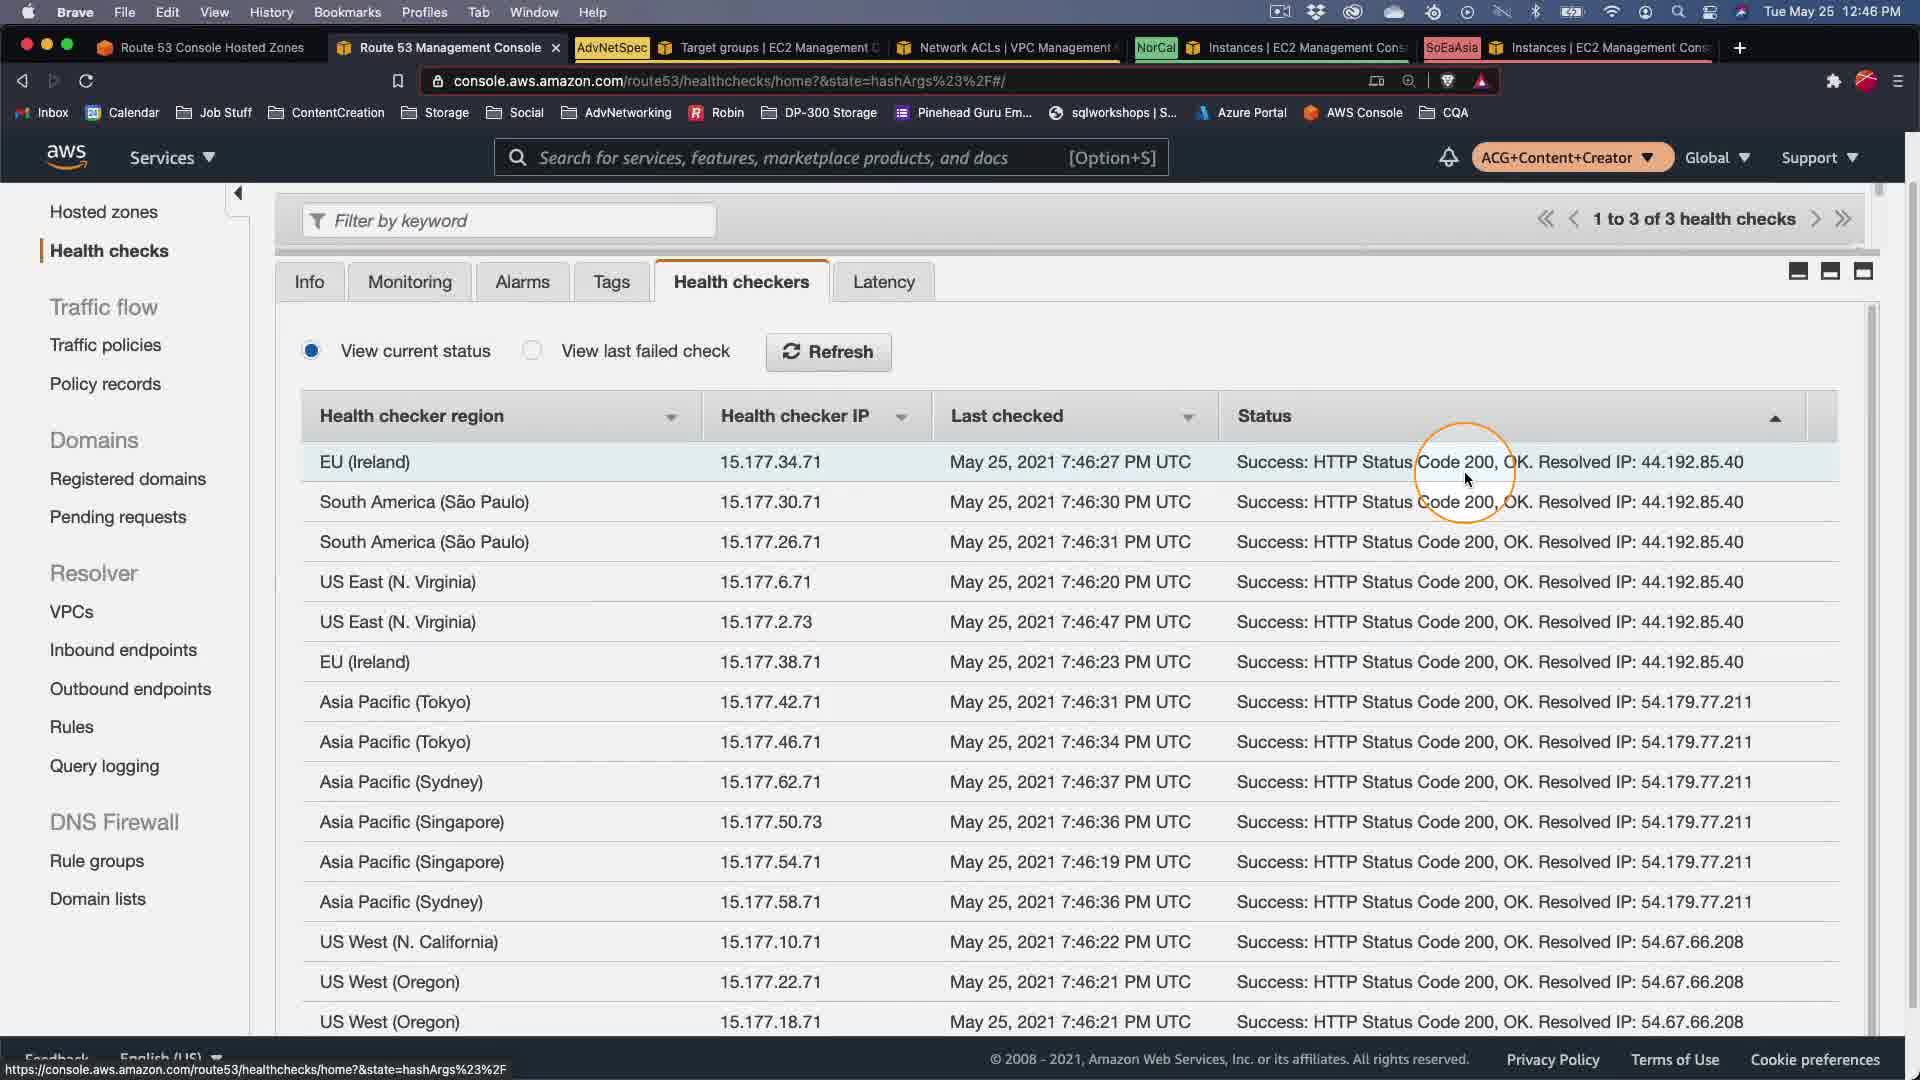 Brave File Edit View History Bookmarks Profiles Tab Window Help Tue May 25 12:46 PM
Route 53 Console Hosted Zones Route 53 Management Console AdvNetSpec Target groups | EC2 Management C Network ACLs | VPC Management NorCal Instances | EC2 Management Cons SoEaAsia Instances | EC2 Management Cons
console.aws.amazon.com/route53/healthchecks/home?&state=hashArgs%23%2F#/
Inbox Calendar Job Stuff ContentCreation Storage Social AdvNetworking Robin DP-300 Storage Pinehead Guru Em... sqlworkshops | S... Azure Portal AWS Console CQA
aws Services Search for services, features, marketplace products, and docs [Option+S] ACG+Content+Creator Global Support
Hosted zones
Health checks
Traffic flow
Traffic policies
Policy records
Domains
Registered domains
Pending requests
Resolver
VPCs
Inbound endpoints
Outbound endpoints
Rules
Query logging
DNS Firewall
Rule groups
Domain lists
Filter by keyword 1 to 3 of 3 health checks
Info Monitoring Alarms Tags Health checkers Latency
View current status View last failed check Refresh
Health checker region Health checker IP Last checked Status
EU (Ireland) 15.177.34.71 May 25, 2021 7:46:27 PM UTC Success: HTTP Status Code 200, OK. Resolved IP: 44.192.85.40
South America (São Paulo) 15.177.30.71 May 25, 2021 7:46:30 PM UTC Success: HTTP Status Code 200, OK. Resolved IP: 44.192.85.40
South America (São Paulo) 15.177.26.71 May 25, 2021 7:46:31 PM UTC Success: HTTP Status Code 200, OK. Resolved IP: 44.192.85.40
US East (N. Virginia) 15.177.6.71 May 25, 2021 7:46:20 PM UTC Success: HTTP Status Code 200, OK. Resolved IP: 44.192.85.40
US East (N. Virginia) 15.177.2.73 May 25, 2021 7:46:47 PM UTC Success: HTTP Status Code 200, OK. Resolved IP: 44.192.85.40
EU (Ireland) 15.177.38.71 May 25, 2021 7:46:23 PM UTC Success: HTTP Status Code 200, OK. Resolved IP: 44.192.85.40
Asia Pacific (Tokyo) 15.177.42.71 May 25, 2021 7:46:31 PM UTC Success: HTTP Status Code 200, OK. Resolved IP: 54.179.77.211
Asia Pacific (Tokyo) 15.177.46.71 May 25, 2021 7:46:34 PM UTC Success: HTTP Status Code 200, OK. Resolved IP: 54.179.77.211
Asia Pacific (Sydney) 15.177.62.71 May 25, 2021 7:46:37 PM UTC Success: HTTP Status Code 200, OK. Resolved IP: 54.179.77.211
Asia Pacific (Singapore) 15.177.50.73 May 25, 2021 7:46:36 PM UTC Success: HTTP Status Code 200, OK. Resolved IP: 54.179.77.211
Asia Pacific (Singapore) 15.177.54.71 May 25, 2021 7:46:19 PM UTC Success: HTTP Status Code 200, OK. Resolved IP: 54.179.77.211
Asia Pacific (Sydney) 15.177.58.71 May 25, 2021 7:46:36 PM UTC Success: HTTP Status Code 200, OK. Resolved IP: 54.179.77.211
US West (N. California) 15.177.10.71 May 25, 2021 7:46:22 PM UTC Success: HTTP Status Code 200, OK. Resolved IP: 54.67.66.208
US West (Oregon) 15.177.22.71 May 25, 2021 7:46:21 PM UTC Success: HTTP Status Code 200, OK. Resolved IP: 54.67.66.208
US West (Oregon) 15.177.18.71 May 25, 2021 7:46:21 PM UTC Success: HTTP Status Code 200, OK. Resolved IP: 54.67.66.208
Feedback English (US) © 2008 - 2021, Amazon Web Services, Inc. or its affiliates. All rights reserved. Privacy Policy Terms of Use Cookie preferences
https://console.aws.amazon.com/route53/healthchecks/home?&state=hashArgs%23%2F